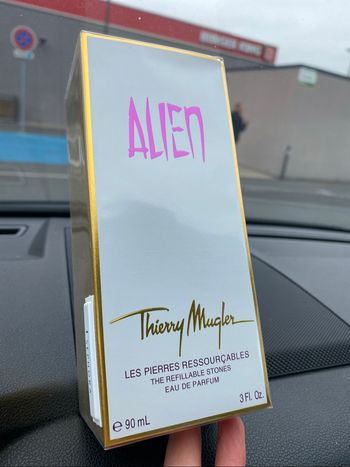 ALIEN
Thierry Mugler
LES PIERRES RESSOURÇABLES
THE REFILLABLE STONES
EAU DE PARFUM
℮ 90 mL
3 Fl. Oz.